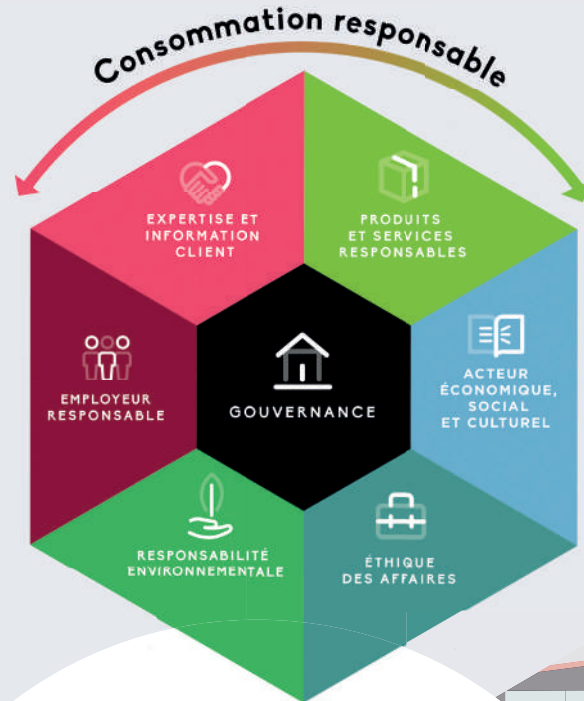 Consommation responsable
EXPERTISE ET
INFORMATION
CLIENT
PRODUITS
ET SERVICES
RESPONSABLES
EMPLOYEUR
RESPONSABLE
GOUVERNANCE
ACTEUR
ÉCONOMIQUE,
SOCIAL
ET CULTUREL
RESPONSABILITÉ
ENVIRONNEMENTALE
ÉTHIQUE
DES AFFAIRES